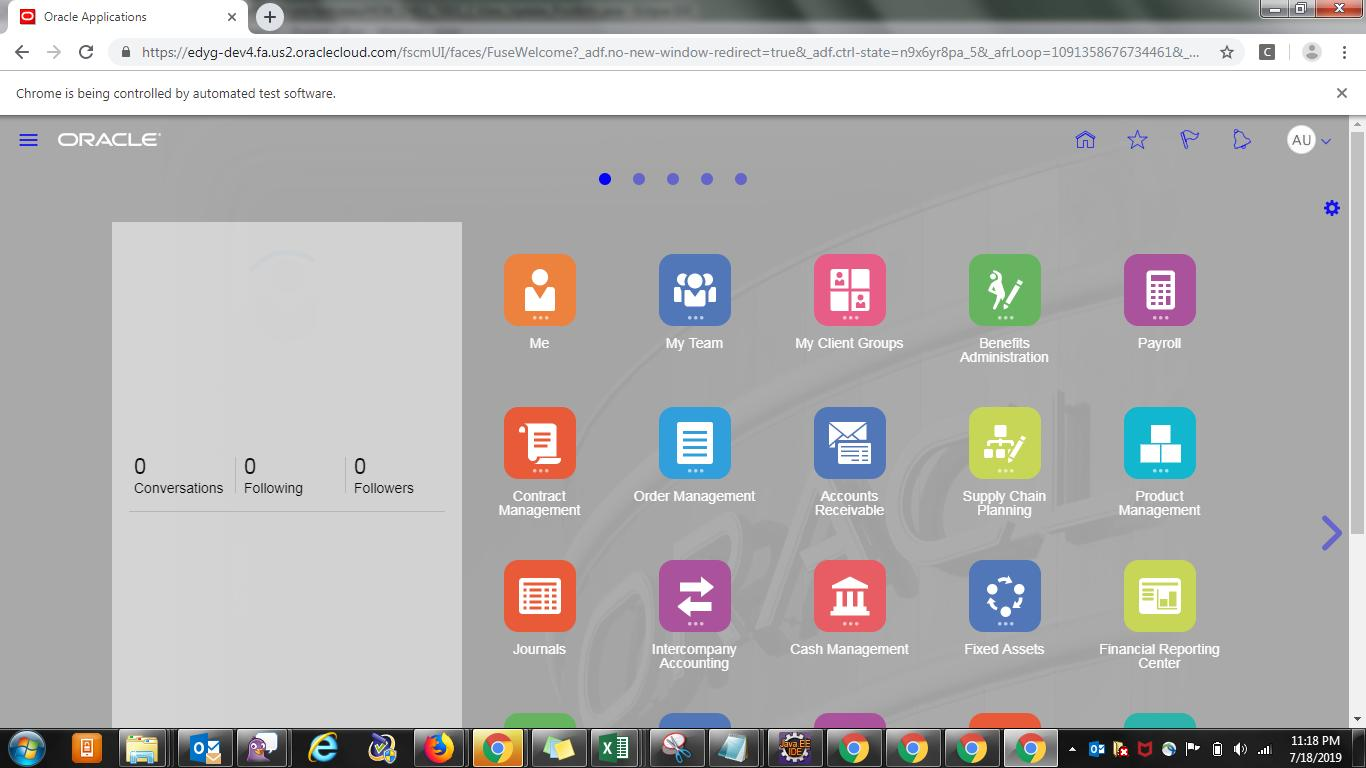 Oracle Applications
https://edyg-dev4.fa.us2.oraclecloud.com/fscmUI/faces/FuseWelcome?_adf.no-new-window-redirect=true&_adf.ctrl-state=n9x6yr8pa_5&_afrLoop=1091358676734461&_...
C
Chrome is being controlled by automated test software.
ORACLE
AU
Me
My Team
My Client Groups
Benefits
Administration
Payroll
0
Conversations
0
Following
0
Followers
Contract
Management
Order Management
Accounts
Receivable
Supply Chain
Planning
Product
Management
Journals
Intercompany
Accounting
Cash Management
Fixed Assets
Financial Reporting
Center
Java EE
IDE
11:18 PM
7/18/2019